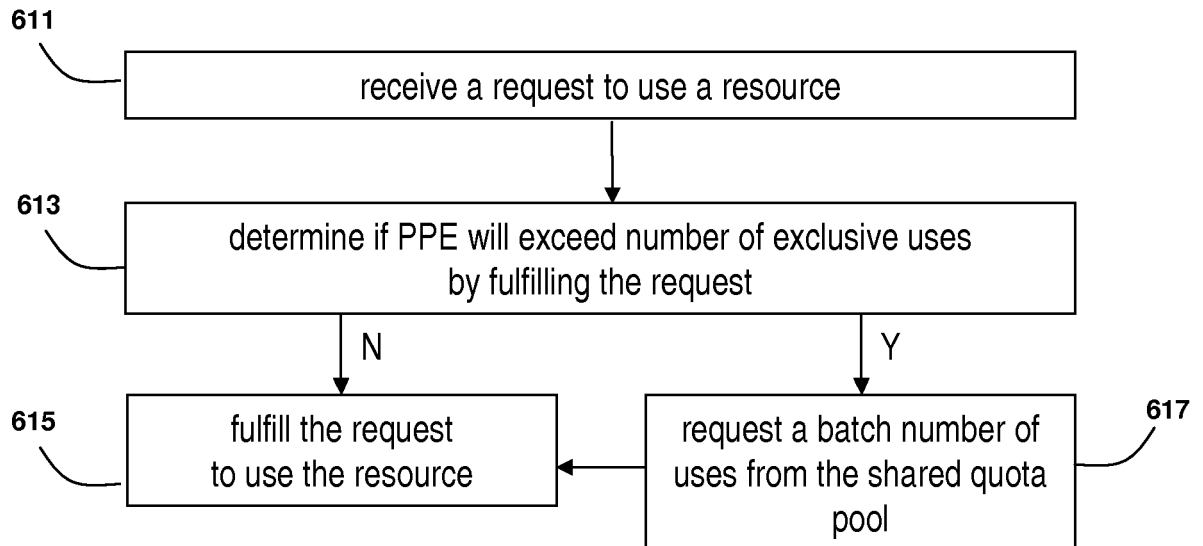 611
receive a request to use a resource
613
determine if PPE will exceed number of exclusive uses
by fulfilling the request
N
Y
615
fulfill the request
to use the resource
request a batch number of
uses from the shared quota
pool
617